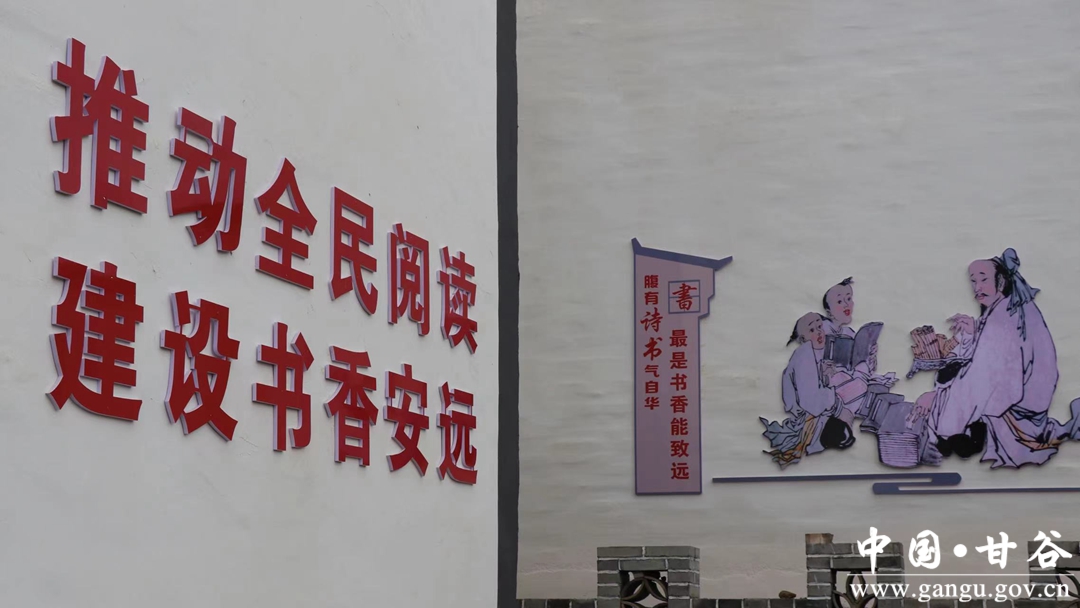 推动全民阅读
建设书香安远
書 最是书香能致远
腹有诗书气自华
中国·甘谷
www.gangu.gov.cn